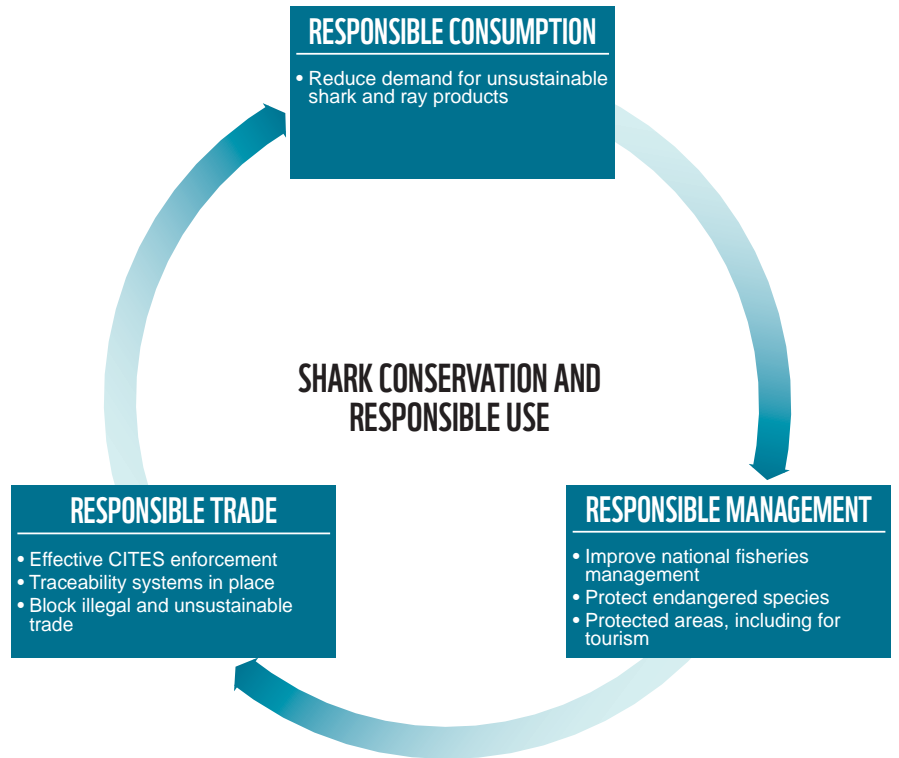 RESPONSIBLE CONSUMPTION
• Reduce demand for unsustainable
shark and ray products
SHARK CONSERVATION AND
RESPONSIBLE USE
RESPONSIBLE TRADE
• Effective CITES enforcement
• Traceability systems in place
• Block illegal and unsustainable
trade
RESPONSIBLE MANAGEMENT
• Improve national fisheries
management
• Protect endangered species
• Protected areas, including for
tourism